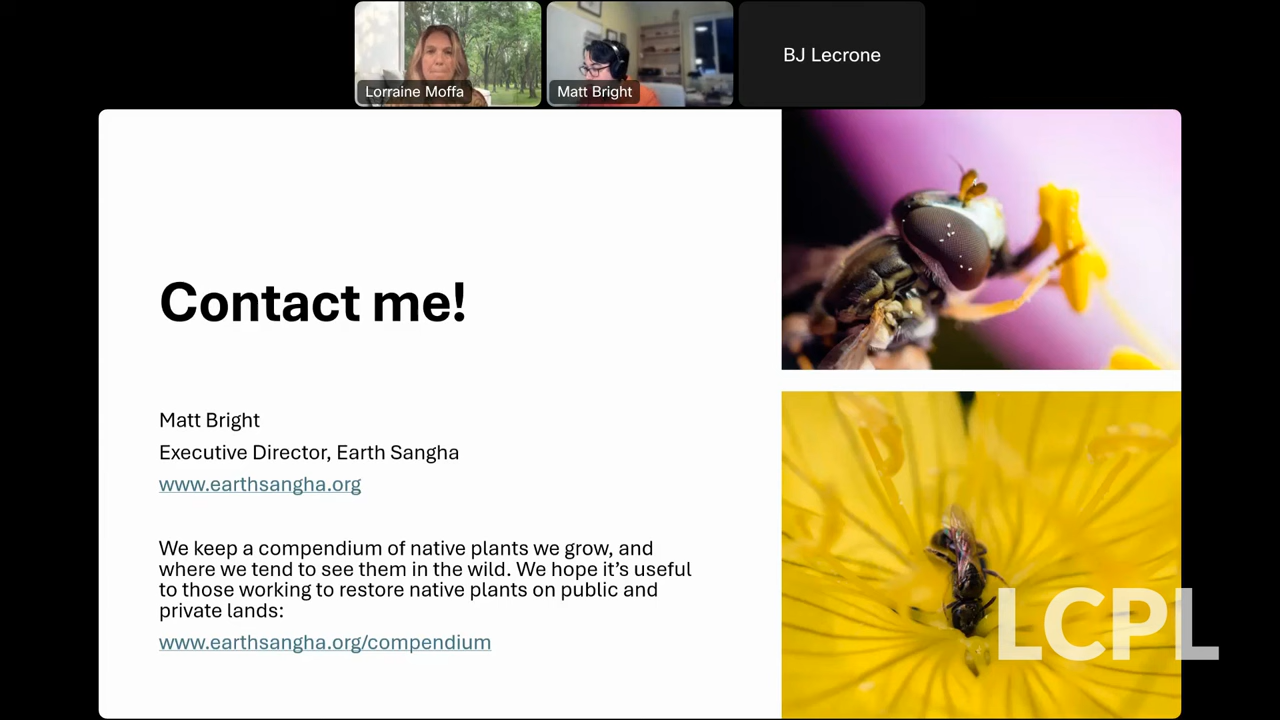 Lorraine Moffa
Matt Bright
BJ Lecrone
Contact me!
Matt Bright
Executive Director, Earth Sangha
www.earthsangha.org
We keep a compendium of native plants we grow, and
where we tend to see them in the wild. We hope it’s useful
to those working to restore native plants on public and
private lands:
www.earthsangha.org/compendium
LCPL